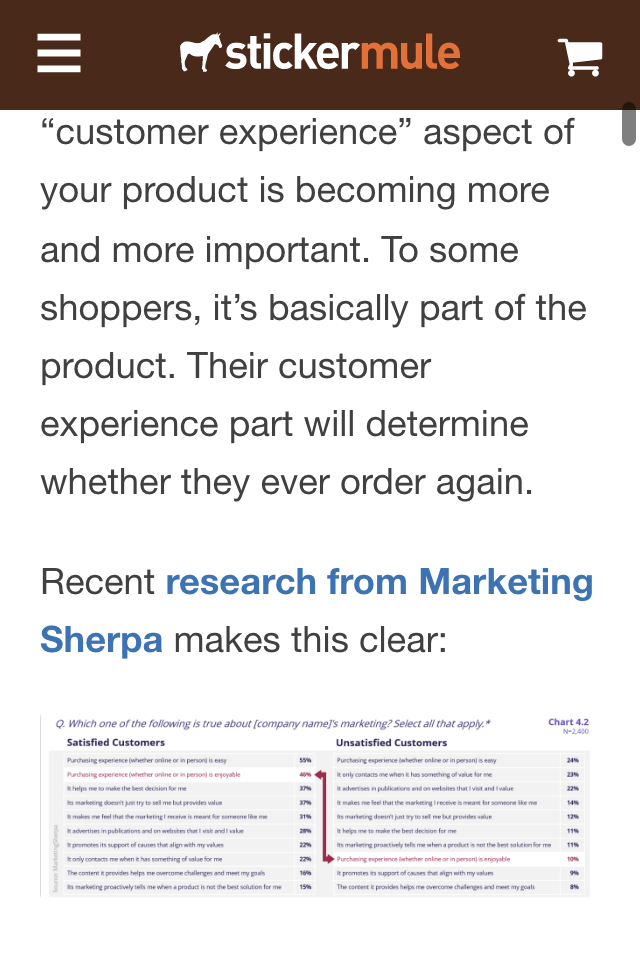 stickermule
“customer experience” aspect of
your product is becoming more
and more important. To some
shoppers, it’s basically part of the
product. Their customer
experience part will determine
whether they ever order again.
Recent research from Marketing
Sherpa makes this clear:
Q. Which one of the following is true about [company name]'s marketing? Select all that apply.*
Chart 4.2
N=2,400
Satisfied Customers
Purchasing experience (whether online or in person) is easy 55%
Purchasing experience (whether online or in person) is enjoyable 46%
It helps me to make the best decision for me 37%
Its marketing doesn't just try to sell me but provides value 37%
It makes me feel that the marketing I receive is meant for someone like me 31%
It advertises in publications and on websites that I visit and I value 28%
It promotes its support of causes that align with my values 22%
It only contacts me when it has something of value for me 22%
The content it provides helps me overcome challenges and meet my goals 16%
Its marketing proactively tells me when a product is not the best solution for me 15%
Unsatisfied Customers
Purchasing experience (whether online or in person) is easy 24%
It only contacts me when it has something of value for me 23%
It advertises in publications and on websites that I visit and I value 22%
It makes me feel that the marketing I receive is meant for someone like me 14%
Its marketing doesn't just try to sell me but provides value 12%
It helps me to make the best decision for me 11%
Its marketing proactively tells me when a product is not the best solution for me 11%
Purchasing experience (whether online or in person) is enjoyable 10%
It promotes its support of causes that align with my values 9%
The content it provides helps me overcome challenges and meet my goals 8%
Source: MarketingSherpa